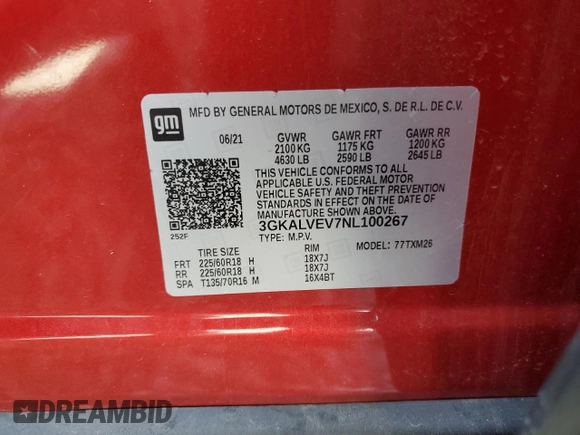 gm
MFD BY GENERAL MOTORS DE MEXICO, S. DE R.L. DE C.V.
06/21 GVWR GAWR FRT GAWR RR
2100 KG 1175 KG 1200 KG
4630 LB 2590 LB 2645 LB
THIS VEHICLE CONFORMS TO ALL
APPLICABLE U.S. FEDERAL MOTOR
VEHICLE SAFETY AND THEFT PREVENTION
STANDARDS IN EFFECT ON THE DATE OF
MANUFACTURE SHOWN ABOVE.
3GKALVEV7NL100267
252F
TYPE: M.P.V. MODEL: 77TXM26
TIRE SIZE RIM
FRT 225/60R18 H 18X7J
RR 225/60R18 H 18X7J
SPA T135/70R16 M 16X4BT
DREAMBID